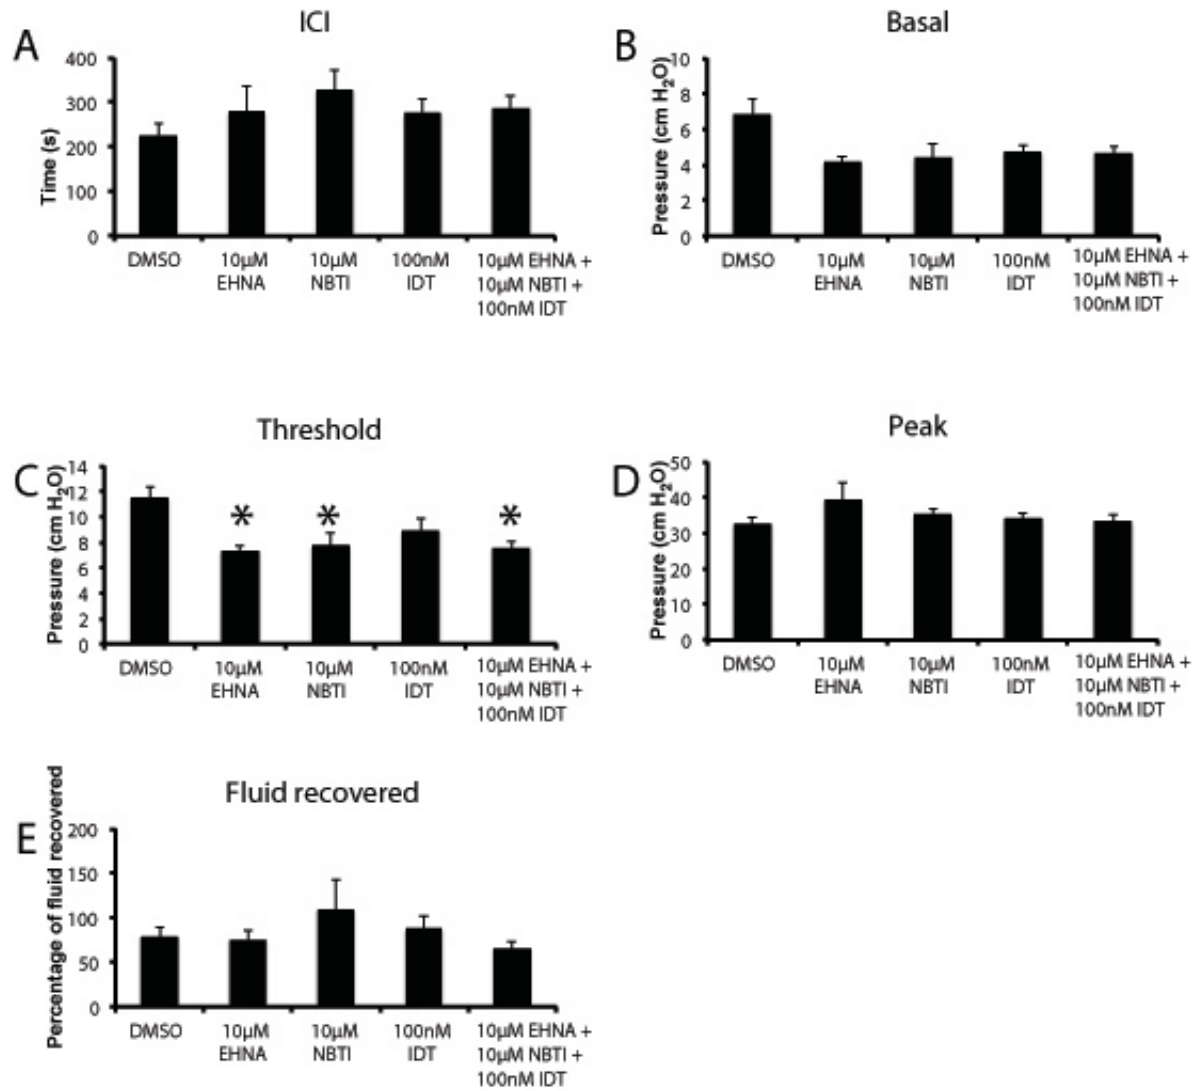 A
ICI
Time (s)
400
300
200
100
0
DMSO
10µM
EHNA
10µM
NBTI
100nM
IDT
10µM EHNA +
10µM NBTI +
100nM IDT
B
Basal
Pressure (cm H₂O)
10
8
6
4
2
0
DMSO
10µM
EHNA
10µM
NBTI
100nM
IDT
10µM EHNA +
10µM NBTI +
100nM IDT
C
Threshold
Pressure (cm H₂O)
14
12
10
8
6
4
2
0
*
*
*
DMSO
10µM
EHNA
10µM
NBTI
100nM
IDT
10µM EHNA +
10µM NBTI +
100nM IDT
D
Peak
Pressure (cm H₂O)
50
40
30
20
10
0
DMSO
10µM
EHNA
10µM
NBTI
100nM
IDT
10µM EHNA +
10µM NBTI +
100nM IDT
E
Fluid recovered
Percentage of fluid recovered
200
150
100
50
0
DMSO
10µM
EHNA
10µM
NBTI
100nM
IDT
10µM EHNA +
10µM NBTI +
100nM IDT